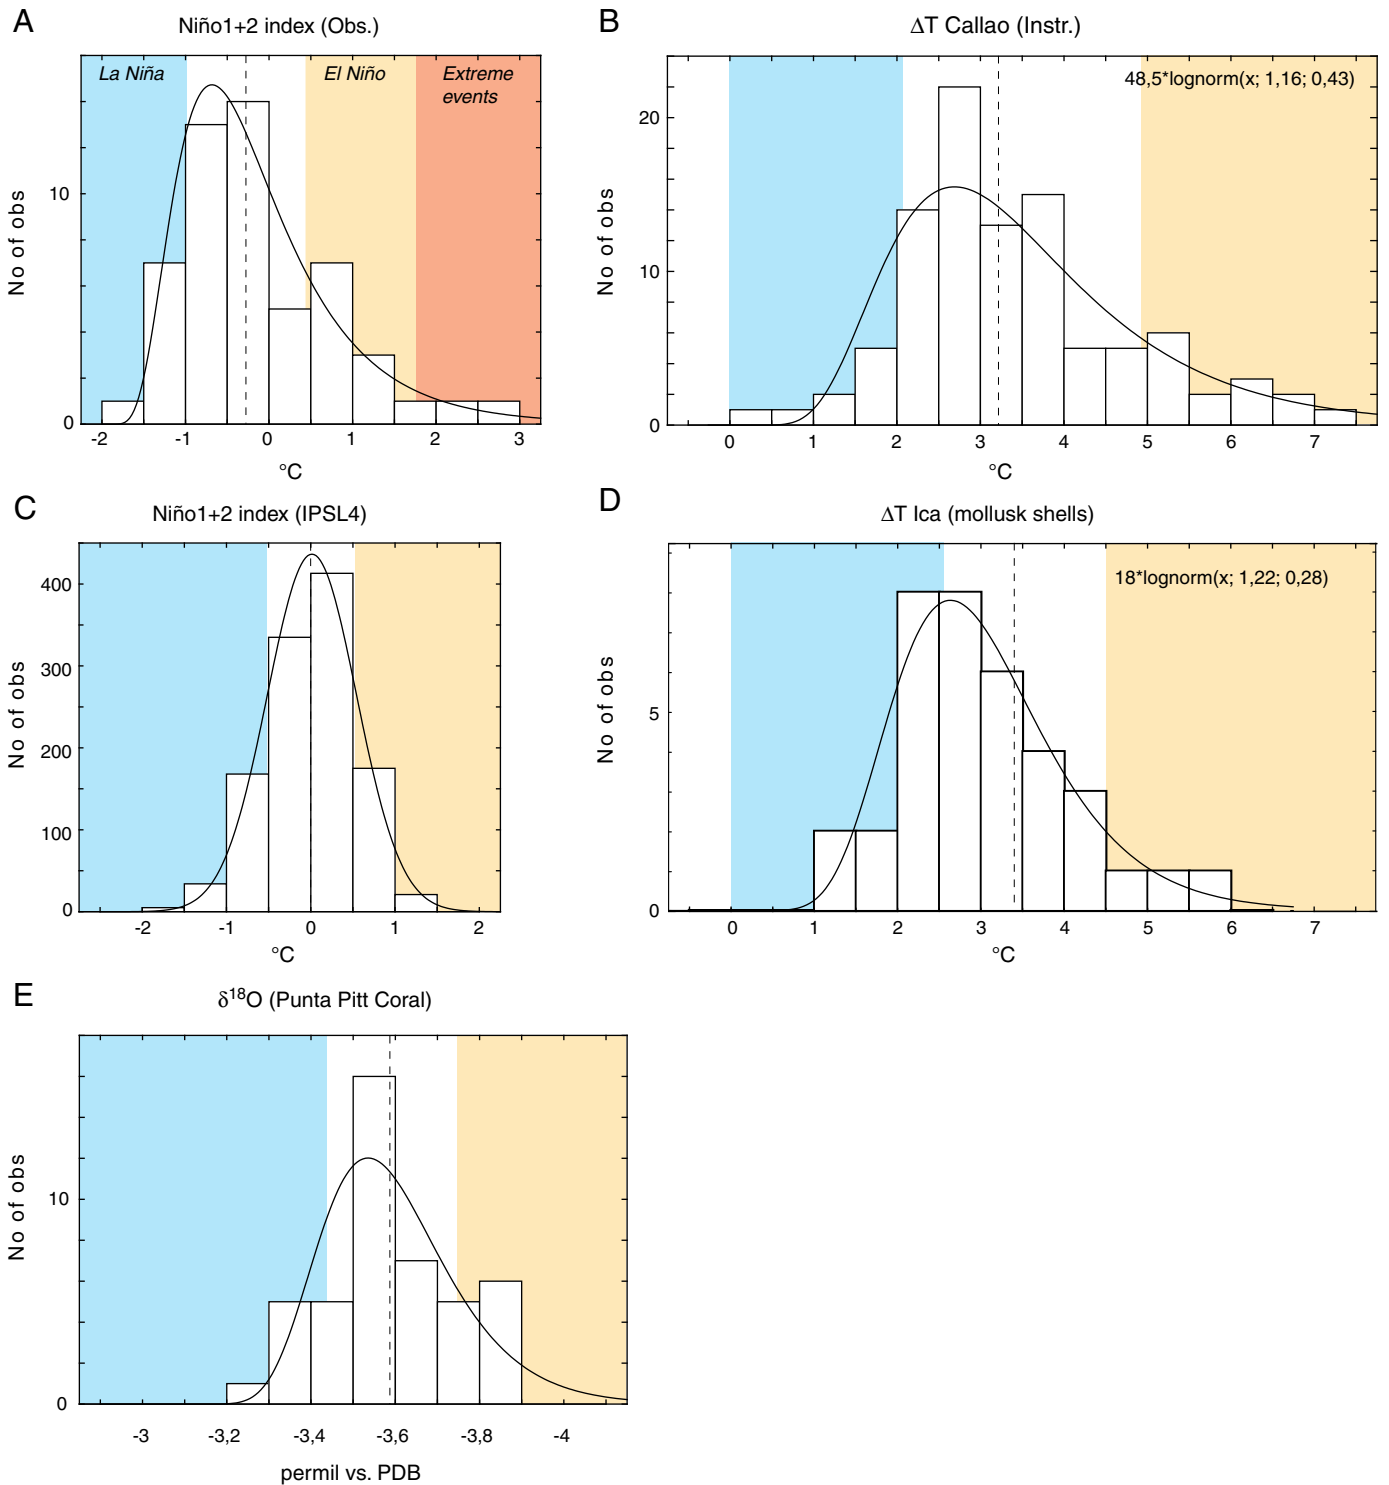 A
Niño1+2 index (Obs.)
La Niña
El Niño
Extreme
events
No of obs
10
0
-2 -1 0 1 2 3
°C
B
ΔT Callao (Instr.)
48,5*lognorm(x; 1,16; 0,43)
No of obs
20
10
0
0 1 2 3 4 5 6 7
°C
C
Niño1+2 index (IPSL4)
No of obs
400
300
200
100
0
-2 -1 0 1 2
°C
D
ΔT Ica (mollusk shells)
18*lognorm(x; 1,22; 0,28)
No of obs
5
0
0 1 2 3 4 5 6 7
°C
E
δ¹⁸O (Punta Pitt Coral)
No of obs
10
0
-3 -3,2 -3,4 -3,6 -3,8 -4
permil vs. PDB